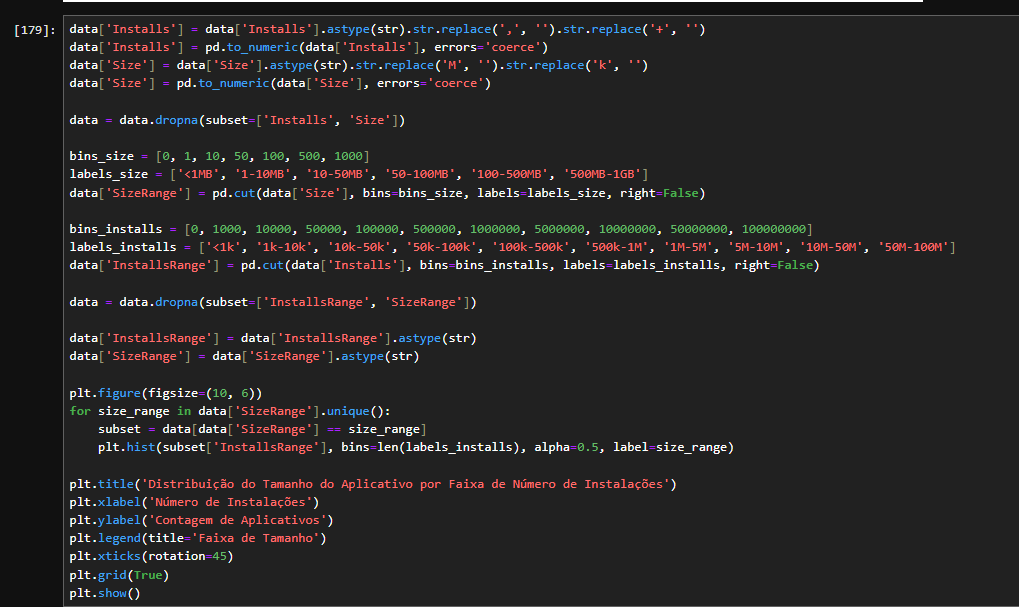 [179]:
data['Installs'] = data['Installs'].astype(str).str.replace(',', '').str.replace('+', '')
data['Installs'] = pd.to_numeric(data['Installs'], errors='coerce')
data['Size'] = data['Size'].astype(str).str.replace('M', '').str.replace('k', '')
data['Size'] = pd.to_numeric(data['Size'], errors='coerce')

data = data.dropna(subset=['Installs', 'Size'])

bins_size = [0, 1, 10, 50, 100, 500, 1000]
labels_size = ['<1MB', '1-10MB', '10-50MB', '50-100MB', '100-500MB', '500MB-1GB']
data['SizeRange'] = pd.cut(data['Size'], bins=bins_size, labels=labels_size, right=False)

bins_installs = [0, 1000, 10000, 50000, 100000, 500000, 1000000, 5000000, 10000000, 50000000, 100000000]
labels_installs = ['<1k', '1k-10k', '10k-50k', '50k-100k', '100k-500k', '500k-1M', '1M-5M', '5M-10M', '10M-50M', '50M-100M']
data['InstallsRange'] = pd.cut(data['Installs'], bins=bins_installs, labels=labels_installs, right=False)

data = data.dropna(subset=['InstallsRange', 'SizeRange'])

data['InstallsRange'] = data['InstallsRange'].astype(str)
data['SizeRange'] = data['SizeRange'].astype(str)

plt.figure(figsize=(10, 6))
for size_range in data['SizeRange'].unique():
    subset = data[data['SizeRange'] == size_range]
    plt.hist(subset['InstallsRange'], bins=len(labels_installs), alpha=0.5, label=size_range)

plt.title('Distribuição do Tamanho do Aplicativo por Faixa de Número de Instalações')
plt.xlabel('Número de Instalações')
plt.ylabel('Contagem de Aplicativos')
plt.legend(title='Faixa de Tamanho')
plt.xticks(rotation=45)
plt.grid(True)
plt.show()